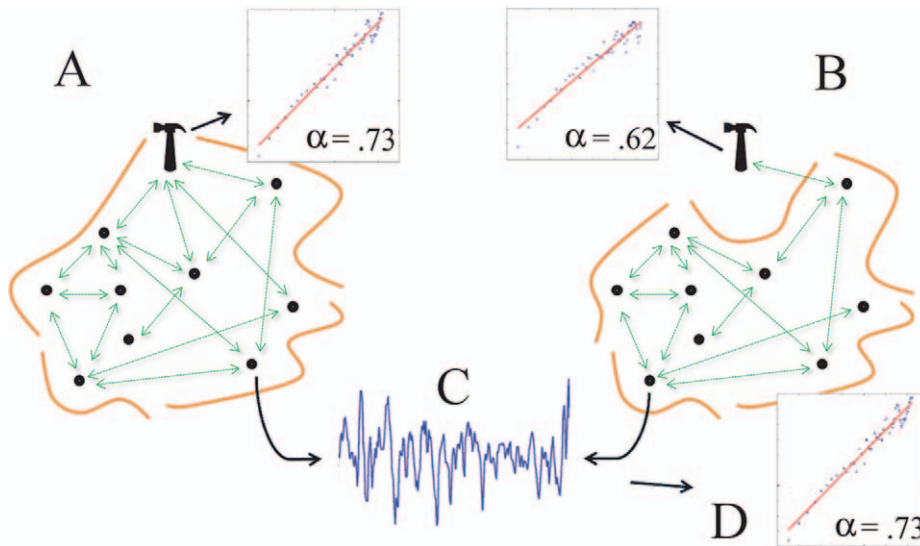 A
α = .73
α = .62
B
C
D
α = .73